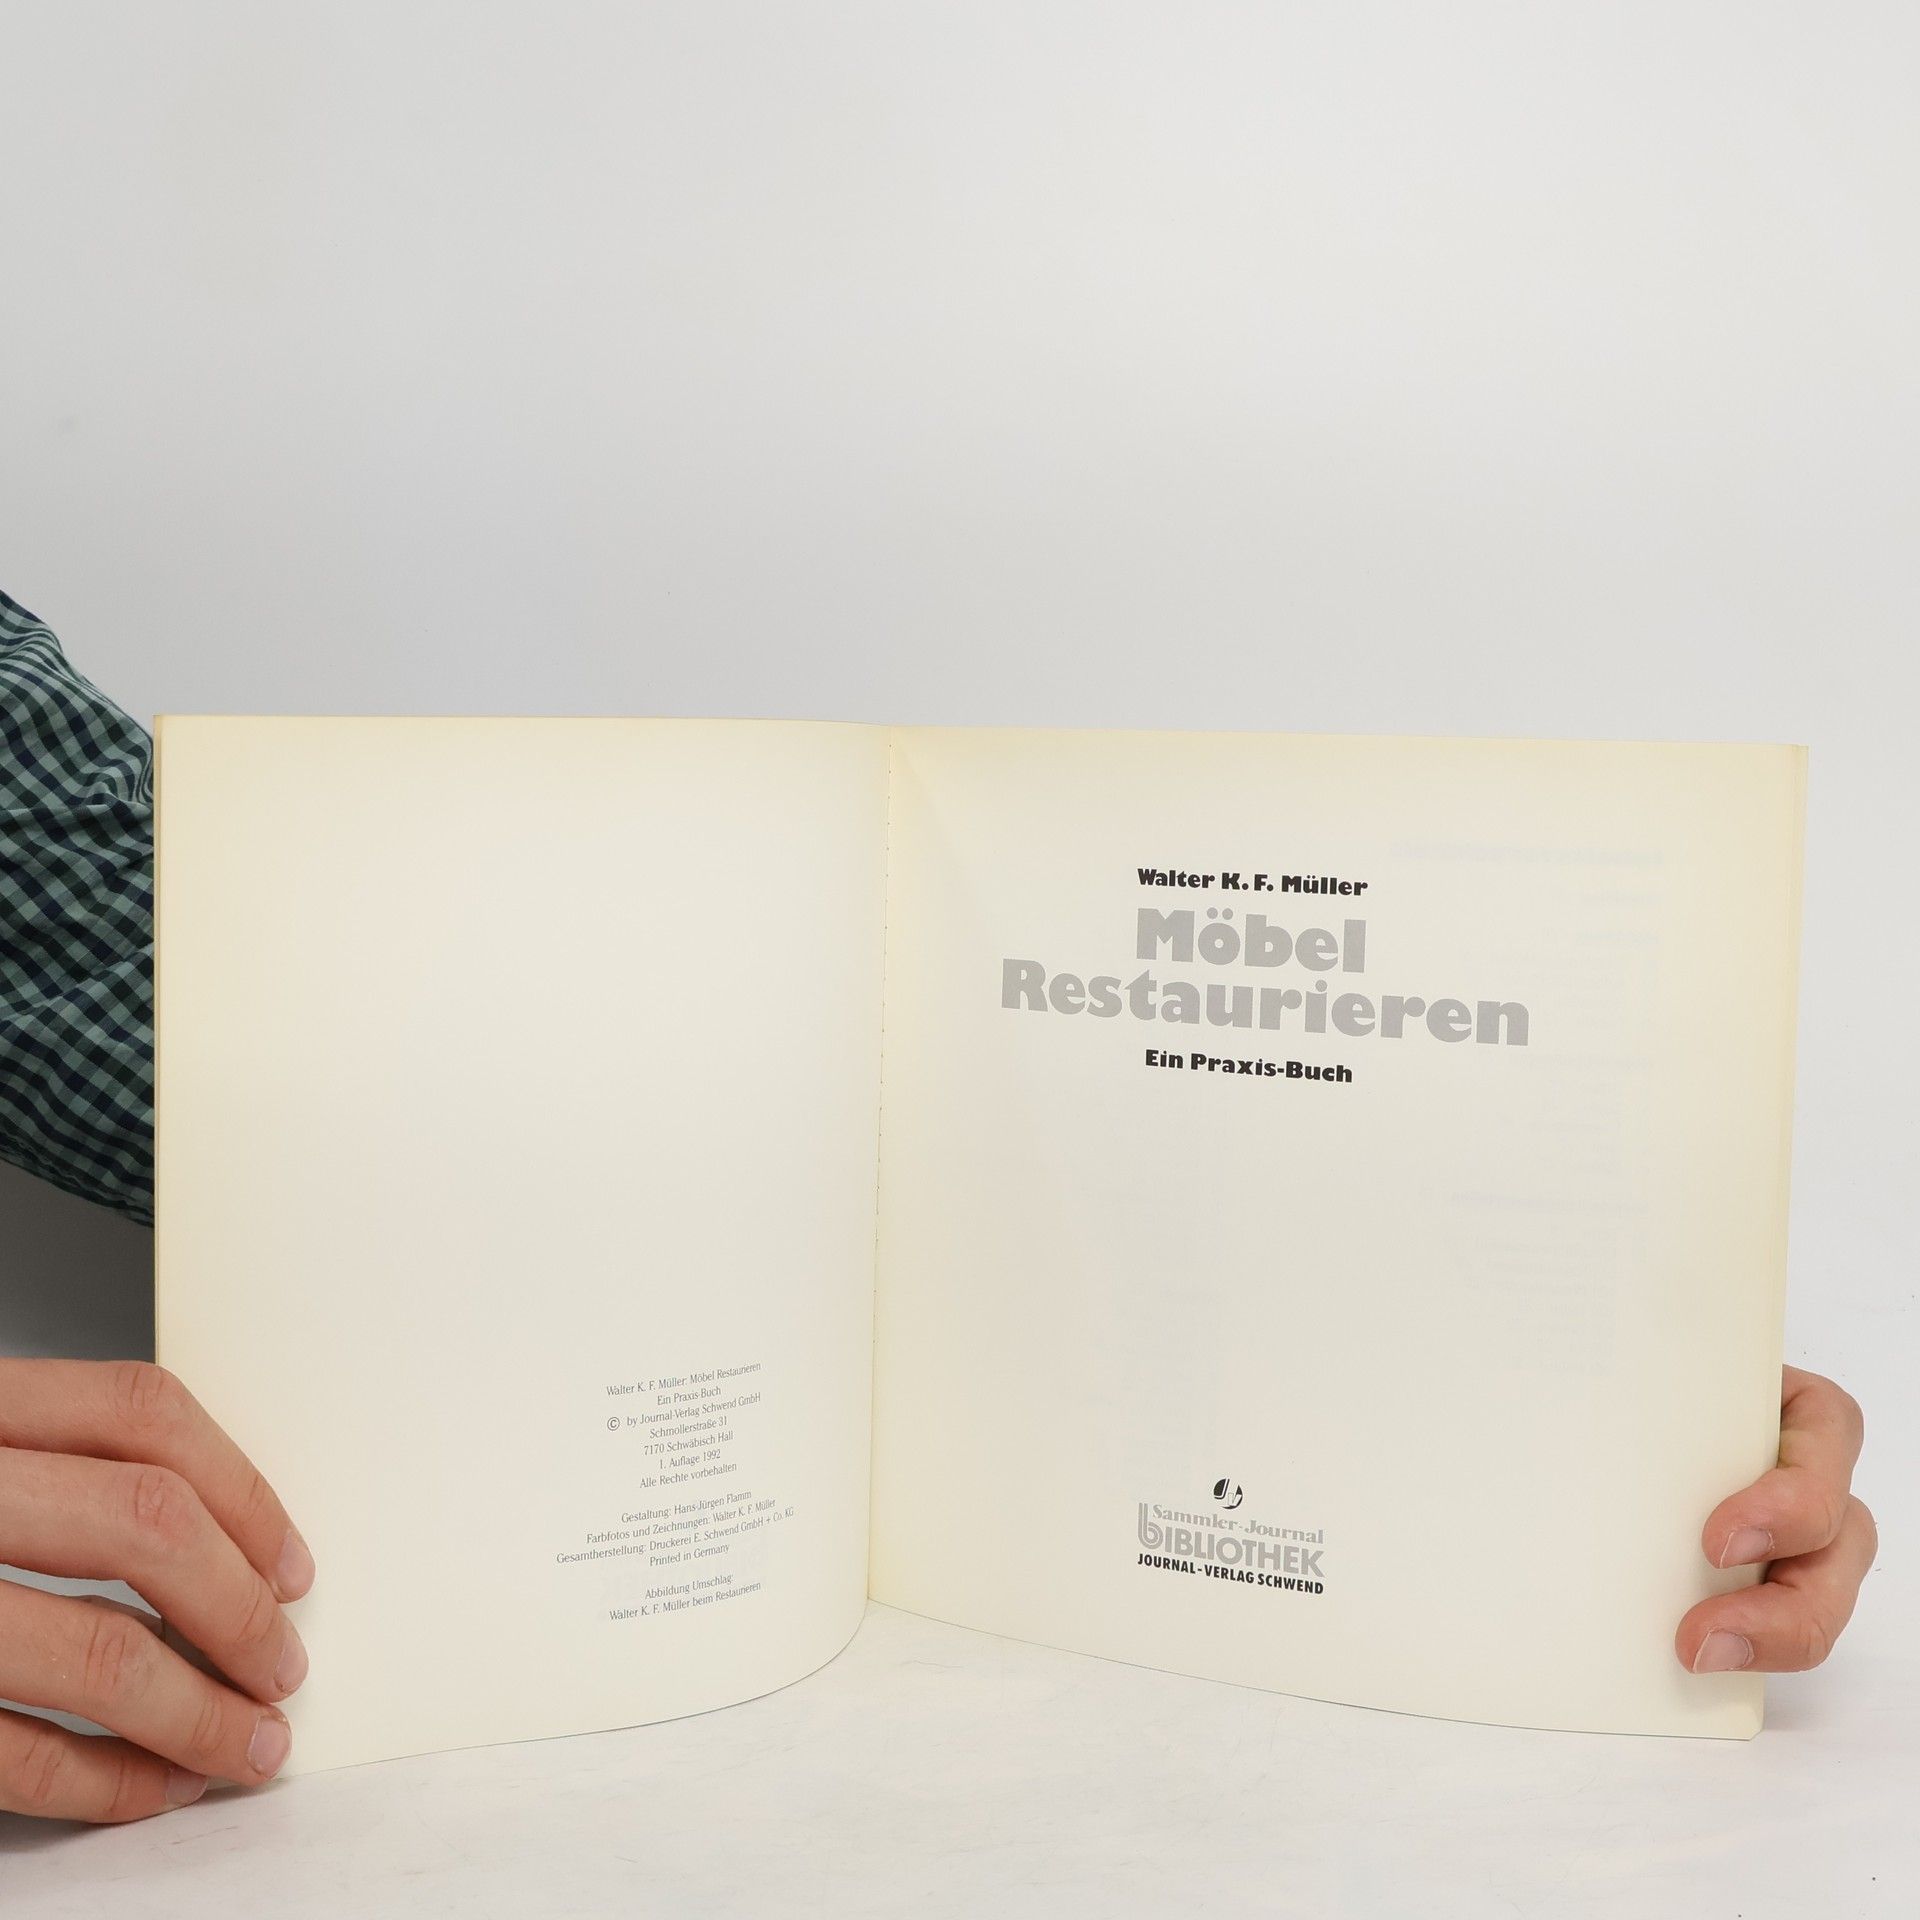 Walter K. F. Müller: Möbel Restaurieren
Ein Praxis-Buch
© by Journal-Verlag Schwend GmbH
Schmollerstraße 31
7170 Schwäbisch Hall
1. Auflage 1992
Alle Rechte vorbehalten
Gestaltung: Hans-Jürgen Flamm
Farbfotos und Zeichnungen: Walter K. F. Müller
Gesamtherstellung: Druckerei E. Schwend GmbH + Co. KG
Printed in Germany
Abbildung Umschlag:
Walter K. F. Müller beim Restaurieren
Walter K. F. Müller
Möbel
Restaurieren
Ein Praxis-Buch
Sammler-Journal
BIBLIOTHEK
JOURNAL-VERLAG SCHWEND